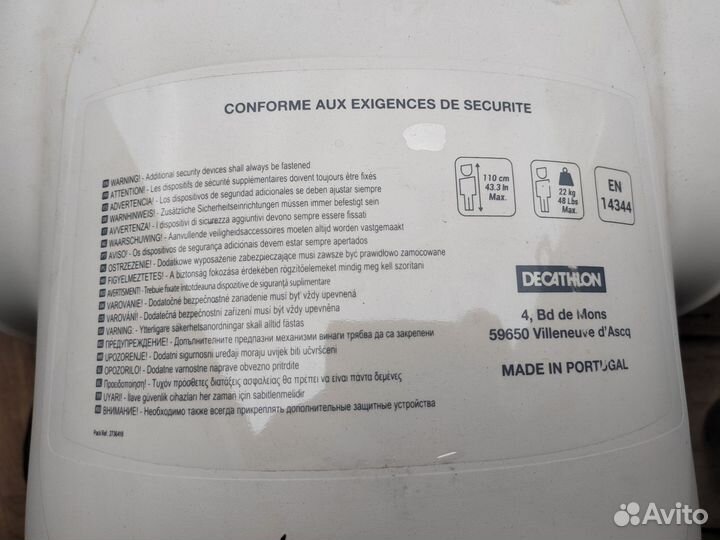 CONFORME AUX EXIGENCES DE SECURITE
WARNING! - Additional security devices shall always be fastened
ATTENTION! - Les dispositifs de sécurité supplémentaires doivent toujours être fixés
ADVERTENCIA! - Los dispositivos de seguridad adicionales se deben ajustar siempre
WARNHINWEIS! - Zusätzliche Sicherheitseinrichtungen müssen immer befestigt sein
AVVERTENZA! - I dispositivi di sicurezza aggiuntivi devono essere fissati
WAARSCHUWING! - Aanvullende veiligheidsaccessoires moeten altijd worden vastgemaakt
AVISO! - Os dispositivos de segurança adicionais devem estar sempre apertados
OSTRZEŻENIE! - Dodatkowe wyposażenie zabezpieczające musi zawsze być prawidłowo zamocowane
FIGYELMEZTETES! - A biztonság fokozása érdekeben rögzítőelemeket mindig meg kell szorítani
AVERTISMENT! - Trebuie fixate intotdeauna dispozitive de siguranță suplimentare
VAROVANIE! - Dodatočné bezpečnostné zariadenie musí byť vždy upevnená
VAROVÁNÍ! - Dodatečná bezpečnostní zařízení musí být vždy upevněna
VARNING: - Ytterligare säkerhetsanordningar skall alltid fästas
ПРЕДУПРЕЖДЕНИЕ! - Допълнителните предпазни механизми винаги трябва да са закрепени
UPOZORENJE! - Dodatni sigurnosni uređaji moraju uvijek biti učvršćeni
OPOZORILO! - Dodatne varnostne naprave obvezno pritrdite
Προειδοποίηση! - Τυχόν πρόσθετες διατάξεις ασφαλείας θα πρέπει να είναι πάντα δεμένες
UYARI! - İlave güvenlik cihazları her zaman için sabitlenmelidir
ВНИМАНИЕ! - Необходимо также всегда прикреплять дополнительные защитные устройства
Pack Ref.: 2736418
110 cm
43.3 In
Max.
22 kg
48 Lbs
Max.
EN
14344
DECATHLON
4, Bd de Mons
59650 Villeneuve d'Ascq
MADE IN PORTUGAL
Avito